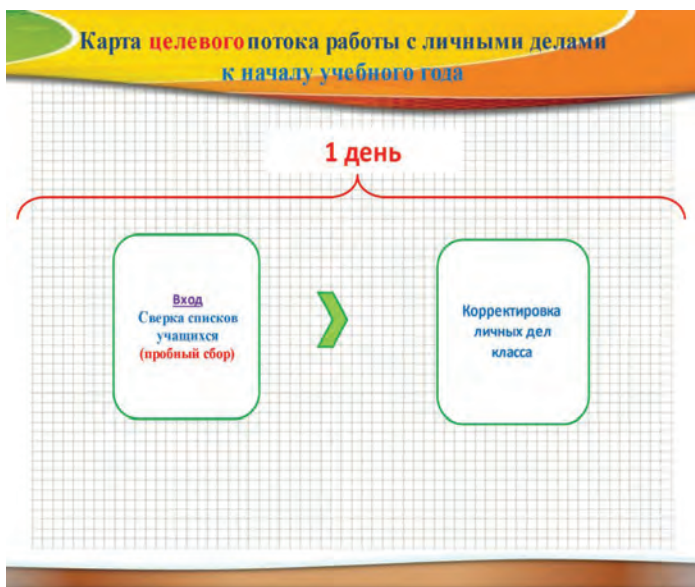 Карта целевого потока работы с личными делами
к началу учебного года
1 день
Вход
Сверка списков
учащихся
(пробный сбор)
Корректировка
личных дел
класса